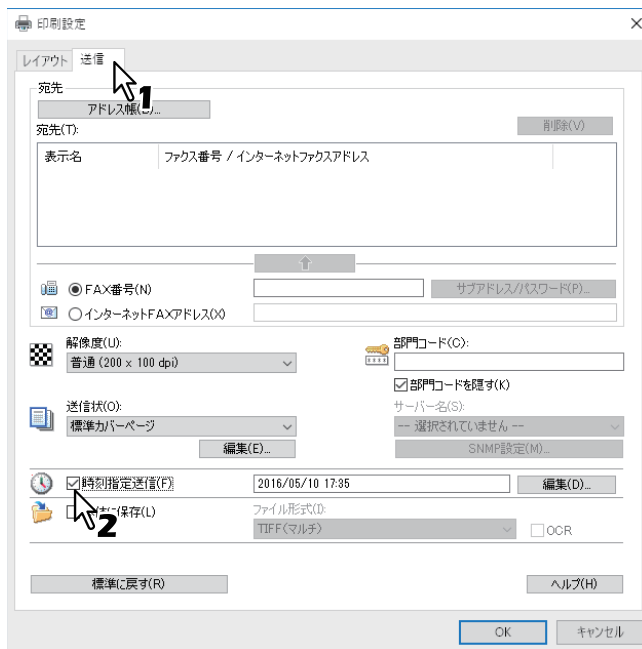 印刷設定
レイアウト 送信
1
宛先
アドレス帳(
宛先(T):
削除(V)
表示名 ファクス番号 / インターネットファクスアドレス
FAX番号(N)
サブアドレス/パスワード(P)...
インターネットFAXアドレス(X)
解像度(U):
部門コード(C):
普通 (200 x 100 dpi)
部門コードを隠す(K)
送信状(O):
サーバー名(S):
標準カバーページ
-- 選択されていません --
編集(E)...
SNMP設定(M)...
時刻指定送信(F)
2016/05/10 17:35
編集(D)...
保存(L)
2
ファイル形式(I):
TIFF(マルチ)
OCR
標準に戻す(R)
ヘルプ(H)
OK
キャンセル